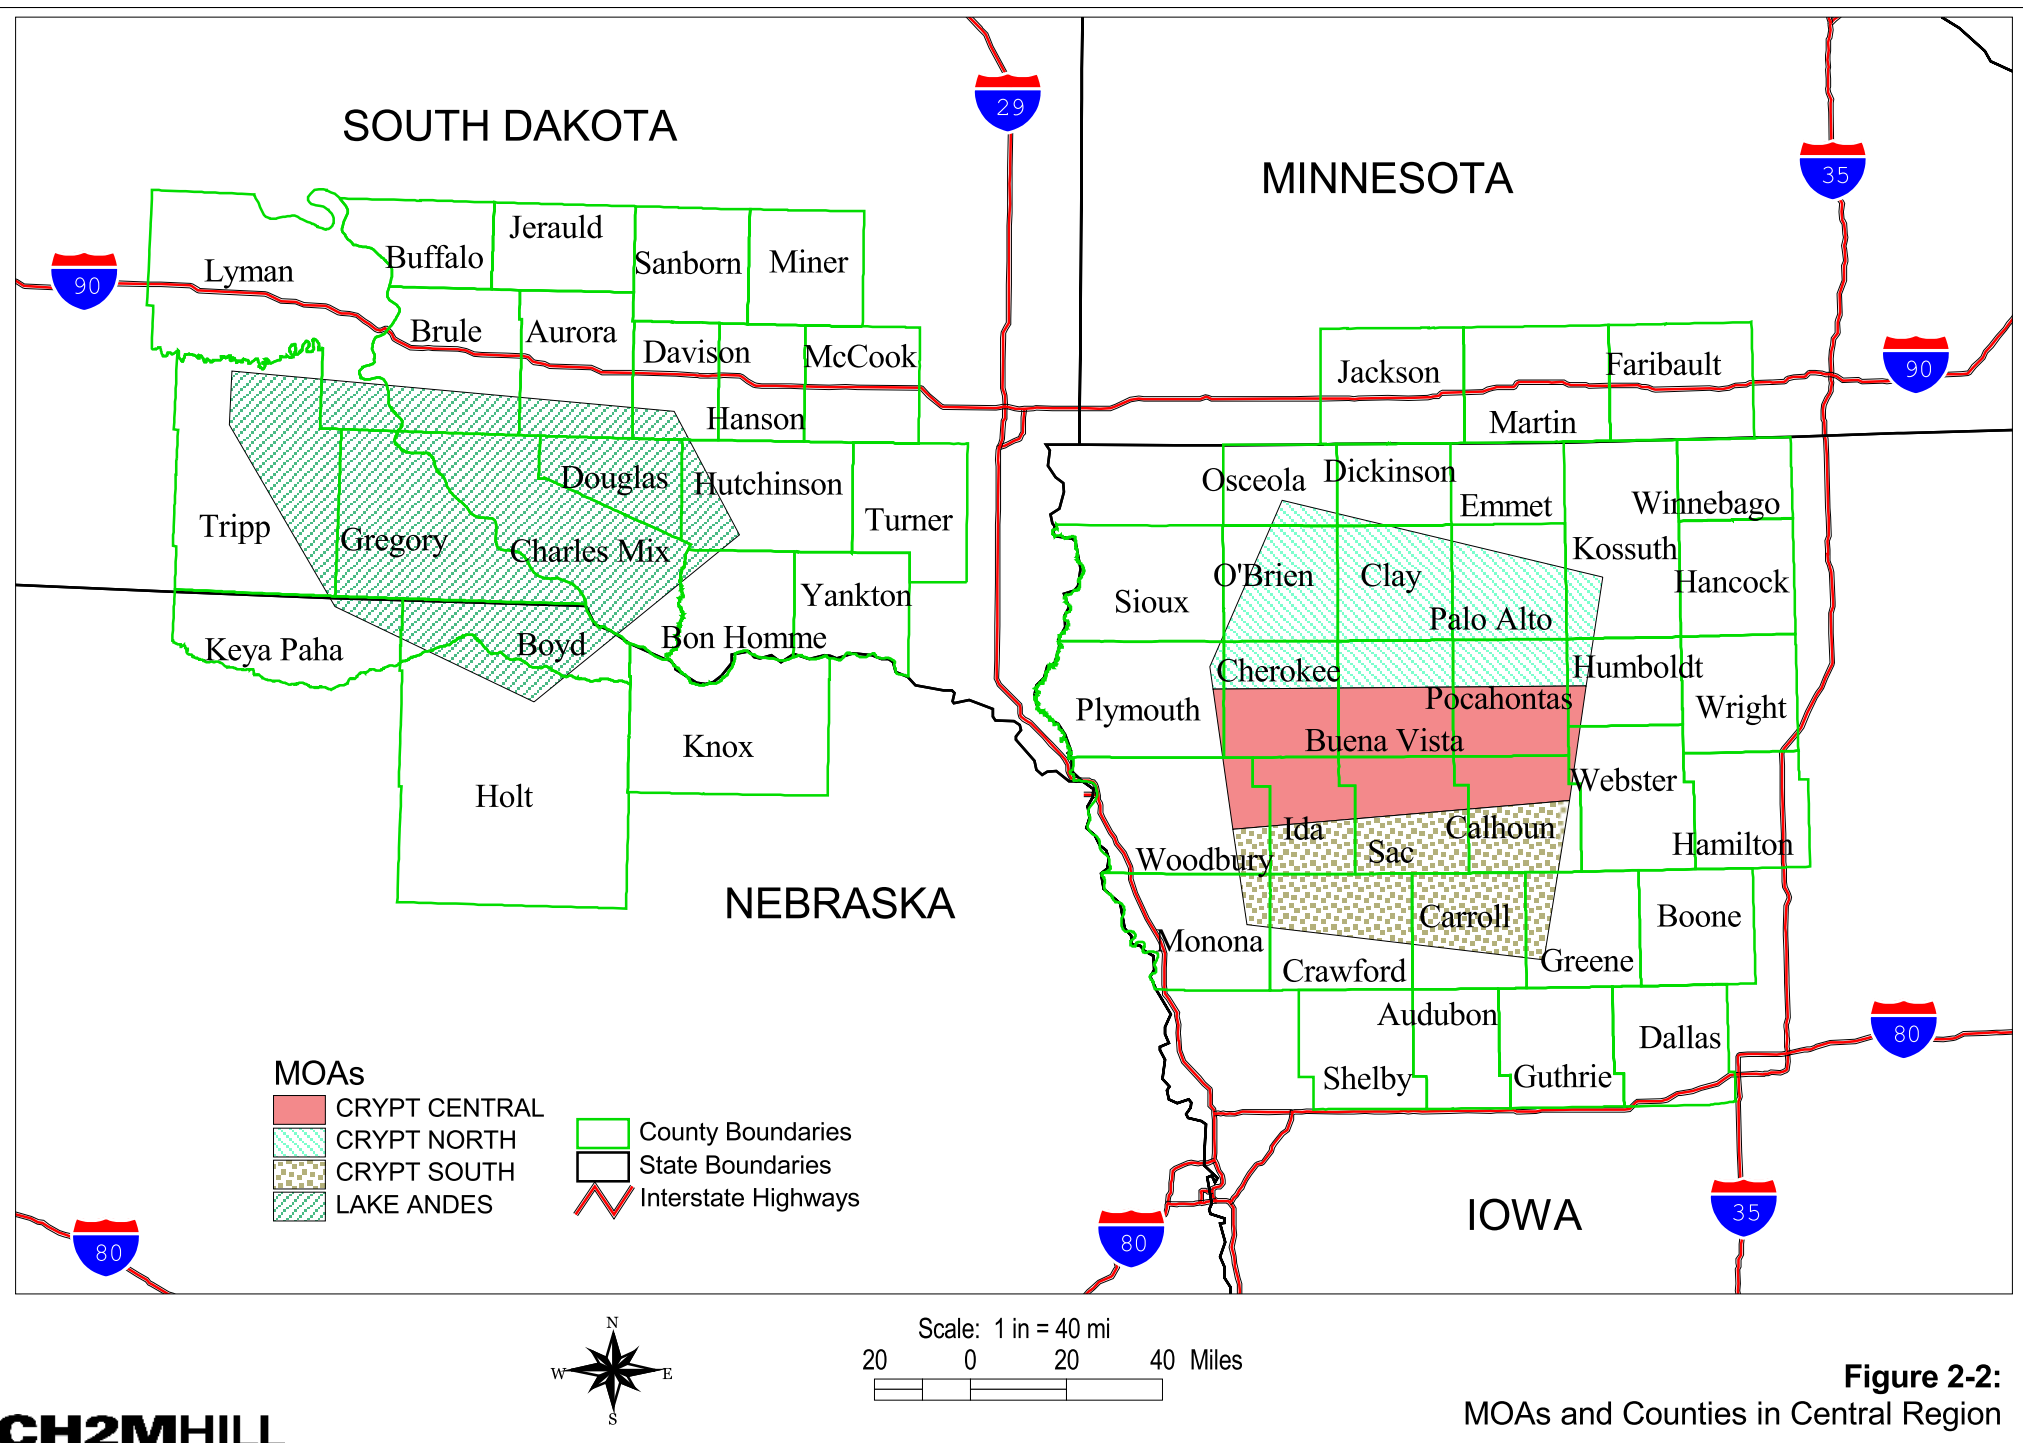 29
SOUTH DAKOTA
MINNESOTA
35
Jerauld
Buffalo
Sanborn
Miner
Lyman
90
Brule
Aurora
Davison
McCook
Jackson
Faribault
90
Hanson
Martin
Douglas
Hutchinson
Osceola
Dickinson
Emmet
Winnebago
Tripp
Gregory
Charles Mix
Turner
Kossuth
O'Brien
Clay
Hancock
Sioux
Palo Alto
Yankton
Keya Paha
Boyd
Bon Homme
Cherokee
Humboldt
Pocahontas
Plymouth
Wright
Knox
Buena Vista
Holt
Webster
Ida
Calhoun
Sac
Woodbury
Hamilton
NEBRASKA
Carroll
Boone
Monona
Crawford
Greene
Audubon
Dallas
80
Shelby
Guthrie
MOAs
CRYPT CENTRAL
CRYPT NORTH
CRYPT SOUTH
LAKE ANDES
County Boundaries
State Boundaries
Interstate Highways
80
80
35
IOWA
N
W
E
S
Scale: 1 in = 40 mi
20 0 20 40 Miles
Figure 2-2:
MOAs and Counties in Central Region
CH2MHILL